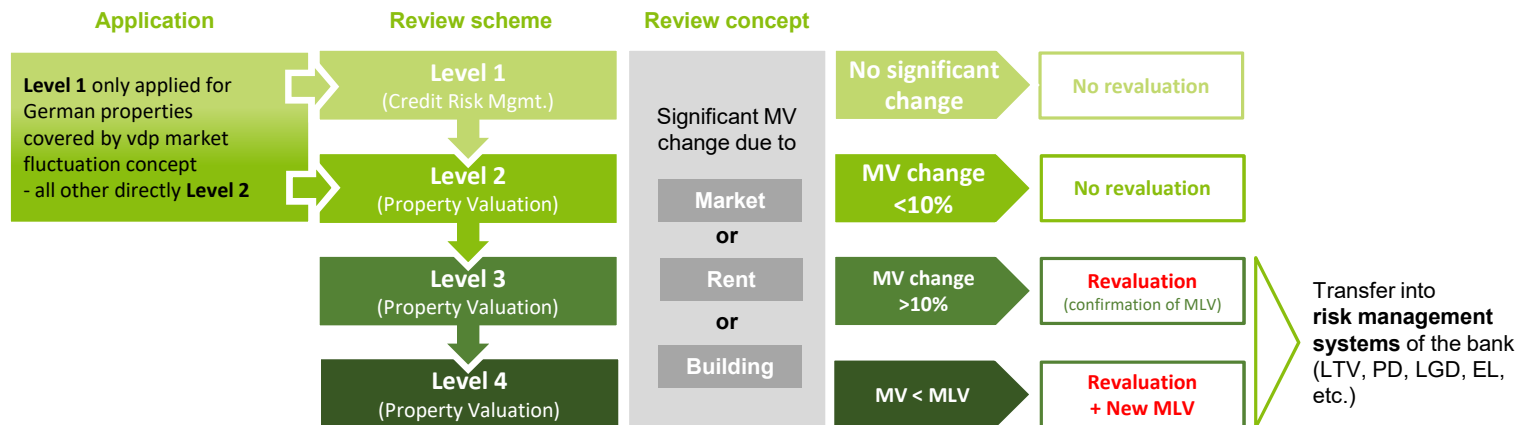 Application
Review scheme
Review concept
Level 1 only applied for
German properties
covered by vdp market
fluctuation concept
- all other directly Level 2
Level 1
(Credit Risk Mgmt.)
Level 2
(Property Valuation)
Level 3
(Property Valuation)
Level 4
(Property Valuation)
Significant MV
change due to
Market
or
Rent
or
Building
No significant
change
No revaluation
MV change
<10%
No revaluation
MV change
>10%
Revaluation
(confirmation of MLV)
MV < MLV
Revaluation
+ New MLV
Transfer into
risk management
systems of the bank
(LTV, PD, LGD, EL,
etc.)